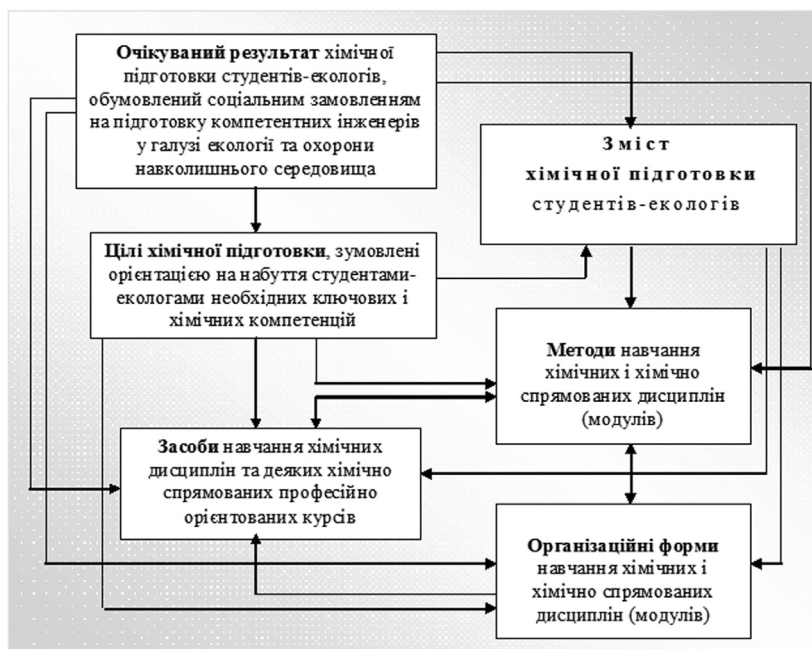 Очікуваний результат хімічної
підготовки студентів-екологів,
обумовлений соціальним замовленням
на підготовку компетентних інженерів
у галузі екології та охорони
навколишнього середовища
Зміст
хімічної підготовки
студентів-екологів
Цілі хімічної підготовки, зумовлені
орієнтацією на набуття студентами-
екологами необхідних ключових і
хімічних компетенцій
Методи навчання
хімічних і хімічно
спрямованих дисциплін
(модулів)
Засоби навчання хімічних
дисциплін та деяких хімічно
спрямованих професійно
орієнтованих курсів
Організаційні форми
навчання хімічних і
хімічно спрямованих
дисциплін (модулів)